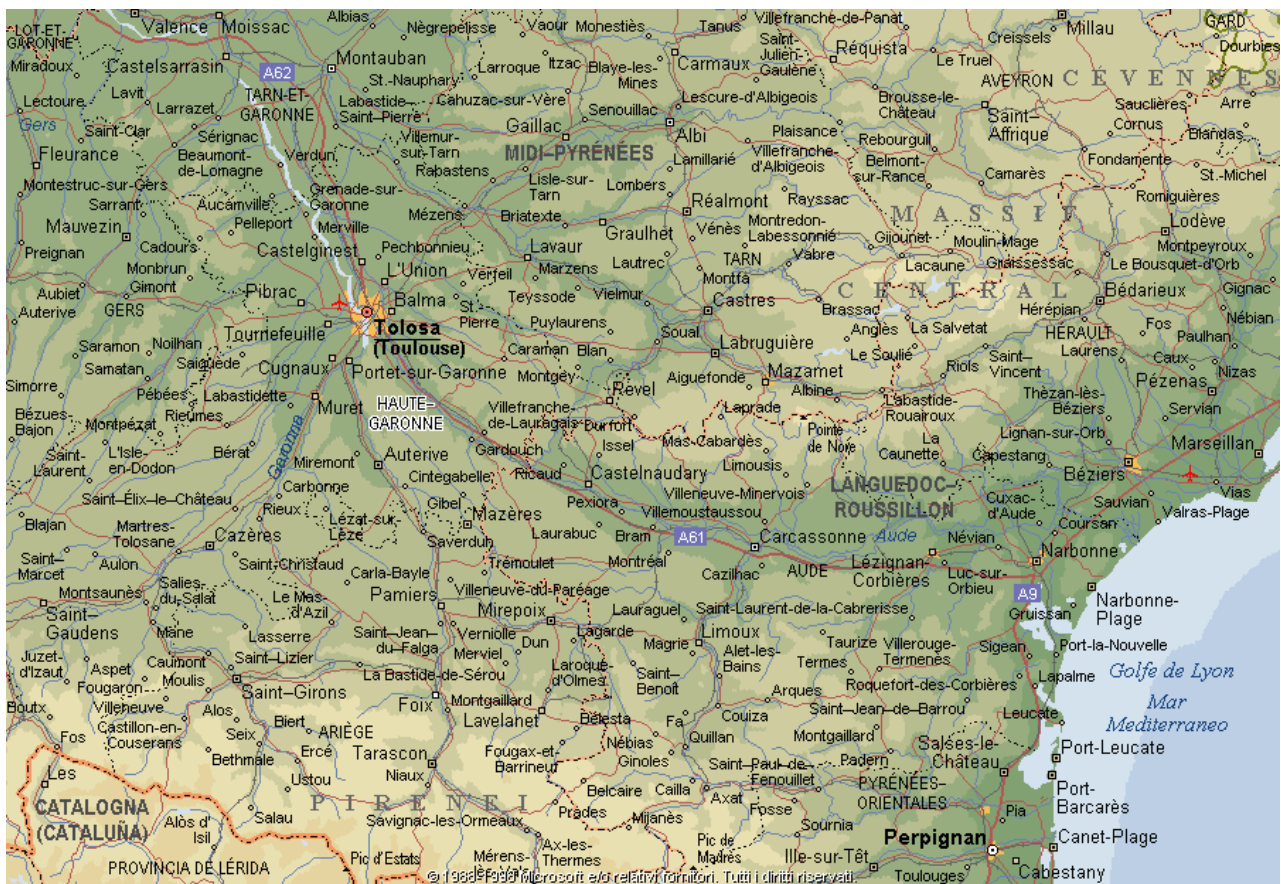 Valence
Moissac
Albias
Nègrepelisse
Vaour
Monestiès
Tanus
Villefranche-de-Panat
Millau
GARD
LOT-ET-
GARONNE
Creissels
Dourbies
Miradoux
Castelsarrasin
A62
Montauban
Larroque
Itzac
Blaye-les-
Mines
Carmaux
Saint-
Julien-
Gaulène
Réquista
Le Truel
AVEYRON
CEVENNES
St.-Nauphary
Lectoure
Lavit
Larrazet
TARN-ET-
GARONNE
Labastide-
Saint-Pierre
Cahuzac-sur-Vère
Senouillac
Lescure-d'Albigeois
Brousse-le-
Château
Saint-
Affrique
Sauclières
Arre
Gers
Saint-Clar
Sérignac
Villemur-
sur-Tarn
Gaillac
Albi
Plaisance
Rebourguil
Cornus
Blandas
Fleurance
Beaumont-
de-Lomagne
Verdun
Rabastens
MIDI-PYRÉNÉES
Lamillarié
Villefranche-
d'Albigeois
Belmont-
sur-Rance
Fondamente
St.-Michel
Montestruc-sur-Gers
Grenade-sur-
Garonne
Lisle-sur-
Tarn
Lombers
Rayssac
Camarès
Romiguières
Sarrant
Aucamville
Mézens
Briatexte
Réalmont
MASSIF
Mauvezin
Pelleport
Merville
Graulhet
Vénès
Montredon-
Labessonnié
Gijounet
Moulin-Mage
Lodève
Preignan
Cadours
Castelginest
Pechbonnieu
Lavaur
Lautrec
TARN
Vabre
Lacaune
Graissessac
Montpeyroux
Monbrun
Gimont
L'Union
Verfeil
Marzens
Montfa
Le Bousquet-d'Orb
Aubiet
Pibrac
Balma
Teyssode
Vielmur
Castres
CENTRAL
Bédarieux
Gignac
Auterive
GERS
St.-
Pierre
Brassac
Hérépian
Nébian
Tournefeuille
Tolosa
(Toulouse)
Puylaurens
Soual
Anglès
La Salvetat
HÉRAULT
Fos
Paulhan
Saramon
Noilhan
Caraman
Blan
Labruguière
Le Soulié
Riols
Saint-
Vincent
Laurens
Caux
Samatan
Saiguède
Cugnaux
Portet-sur-Garonne
Montgey
Mazamet
Nizas
Simorre
Pébées
Labastidette
Revel
Aiguefonde
Albine
Labastide-
Rouairoux
Thézan-lès-
Béziers
Pézenas
Bézues-
Bajon
Rieumes
Muret
HAUTE-
GARONNE
Villefranche-
de-Lauragais
Durfort
Laprade
Servian
Montpézat
Garonna
Issel
Mas-Cabardès
Pointe
de Nore
La
Caunette
Lignan-sur-Orb
Marseillan
Saint-
Laurent
L'Isle-
en-Dodon
Bérat
Miremont
Auterive
Gardouch
Ricaud
Castelnaudary
Limousis
Capestang
Béziers
Cintegabelle
Saint-Élix-le-Château
Carbonne
Gibel
Pexiora
Villeneuve-Minervois
LANGUEDOC-
ROUSSILLON
Cuxac-
d'Aude
Sauvian
Vias
Blajan
Martres-
Tolosane
Rieux
Lézat-sur-
Lèze
Mazères
Laurabuc
Villemoustaussou
Coursan
Valras-Plage
Cazères
Saverdun
Bram
A61
Carcassonne
Aude
Névian
Narbonne
Saint-
Marcet
Aulon
Saint-Christaud
Carla-Bayle
Trémoulet
Montréal
Cazilhac
AUDE
Lézignan-
Corbières
Luc-sur-
Orbieu
Montsaunès
Salies-
du-Salat
Le Mas-
d'Azil
Pamiers
Villeneuve-du-Paréage
A9
Saint-
Gaudens
Mirepoix
Lauraguel
Saint-Laurent-de-la-Cabrerisse
Gruissan
Narbonne-
Plage
Mane
Lasserre
Saint-Jean-
du-Falga
Verniolle
Dun
Lagarde
Magrie
Limoux
Taurize
Villerouge-
Termenès
Sigean
Port-la-Nouvelle
Juzet-
d'Izaut
Aspet
Caumont
Saint-Lizier
Merviel
Laroque-
d'Olmes
Alet-les-
Bains
Termes
Golfe de Lyon
Fougaron
Moulis
La Bastide-de-Sérou
Saint-
Benoît
Roquefort-des-Corbières
Lapalme
Boutx
Villeneuve
Saint-Girons
Foix
Montgaillard
Arques
Mar
Mediterraneo
Castillon-en-
Couserans
Alos
Biert
ARIÈGE
Lavelanet
Bélesta
Fa
Couiza
Saint-Jean-de-Barrou
Leucate
Fos
Seix
Ercé
Tarascon
Fougax-et-
Barrineuf
Nébias
Quillan
Montgaillard
Salses-le-
Château
Port-Leucate
Les
Bethmale
Ustou
Niaux
Ginoles
Saint-Paul-de-
Fenouillet
Padern
PYRÉNÉES-
ORIENTALES
Port-
Barcarès
CATALOGNA
(CATALUÑA)
PIRENEI
Belcaire
Cailla
Axat
Fosse
Pia
Alòs d'
Isil
Salau
Savignac-les-Ormeaux
Prades
Mijanès
Sournia
Perpignan
Canet-Plage
PROVINCIA DE LÉRIDA
Pic d'Estats
Mérens-
Ax-les-
Thermes
Pic de
Madrès
Ille-sur-Têt
Toulouges
Cabestany
© 1988-1998 Microsoft e/o relativi fornitori. Tutti i diritti riservati.